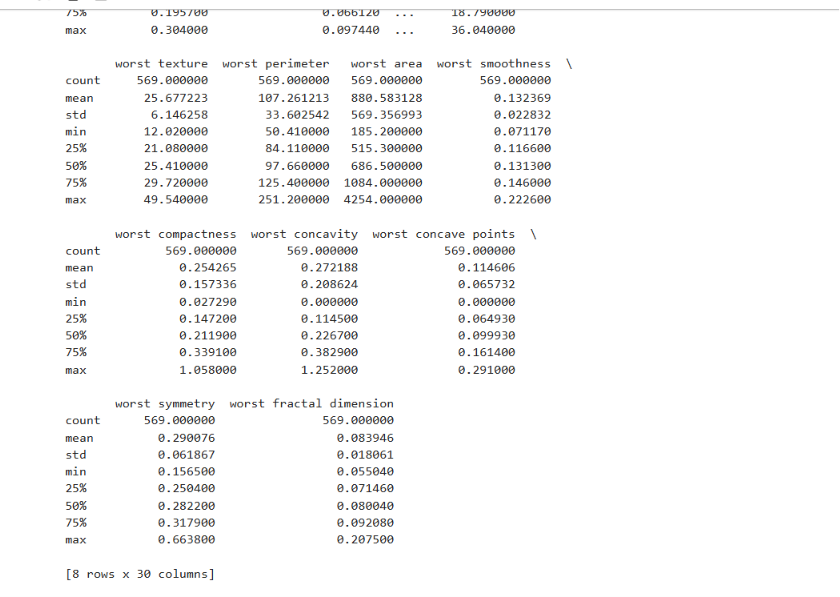 75%           0.195700                0.066120  ...     18.790000
max           0.304000                0.097440  ...     36.040000
       worst texture  worst perimeter   worst area  worst smoothness  \
count     569.000000       569.000000   569.000000        569.000000
mean       25.677223       107.261213   880.583128          0.132369
std         6.146258        33.602542   569.356993          0.022832
min        12.020000        50.410000   185.200000          0.071170
25%        21.080000        84.110000   515.300000          0.116600
50%        25.410000        97.660000   686.500000          0.131300
75%        29.720000       125.400000  1084.000000          0.146000
max        49.540000       251.200000  4254.000000          0.222600
       worst compactness  worst concavity  worst concave points  \
count         569.000000       569.000000            569.000000
mean            0.254265         0.272188              0.114606
std             0.157336         0.208624              0.065732
min             0.027290         0.000000              0.000000
25%             0.147200         0.114500              0.064930
50%             0.211900         0.226700              0.099930
75%             0.339100         0.382900              0.161400
max             1.058000         1.252000              0.291000
       worst symmetry  worst fractal dimension
count      569.000000               569.000000
mean         0.290076                 0.083946
std          0.061867                 0.018061
min          0.156500                 0.055040
25%          0.250400                 0.071460
50%          0.282200                 0.080040
75%          0.317900                 0.092080
max          0.663800                 0.207500
[8 rows x 30 columns]